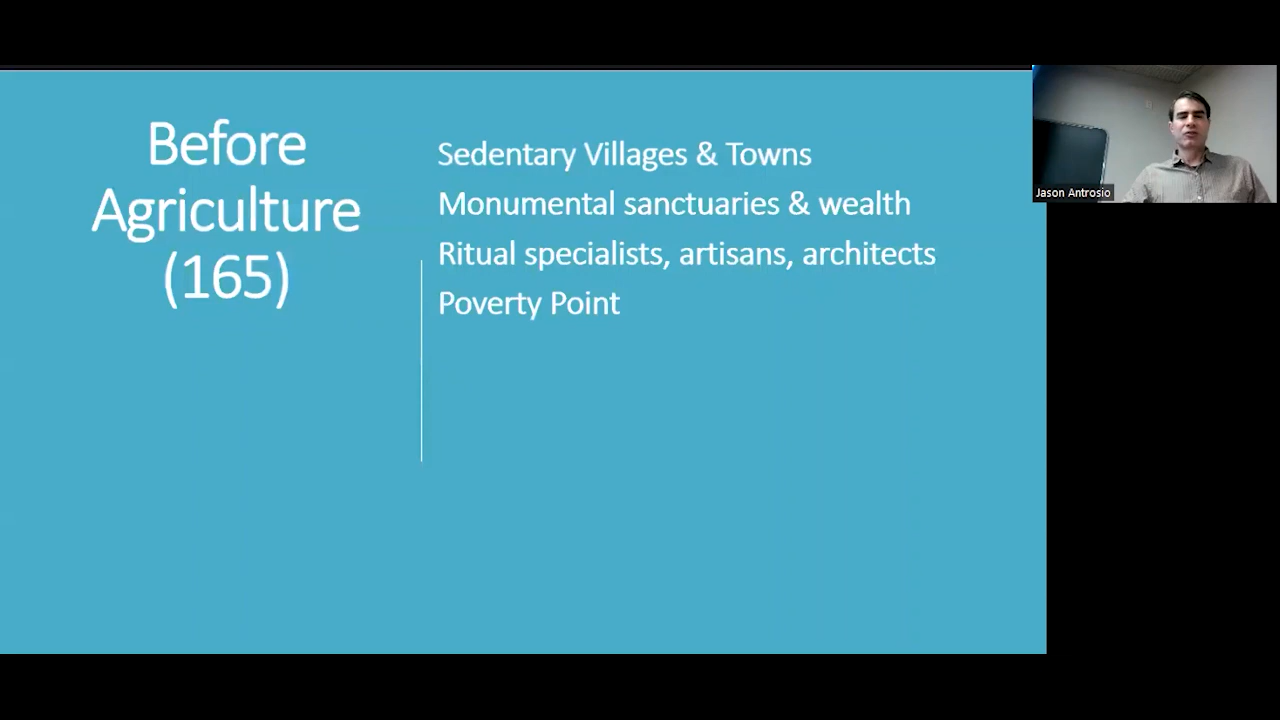 Before
Agriculture
(165)
Sedentary Villages & Towns
Monumental sanctuaries & wealth
Ritual specialists, artisans, architects
Poverty Point
Jason Antrosio